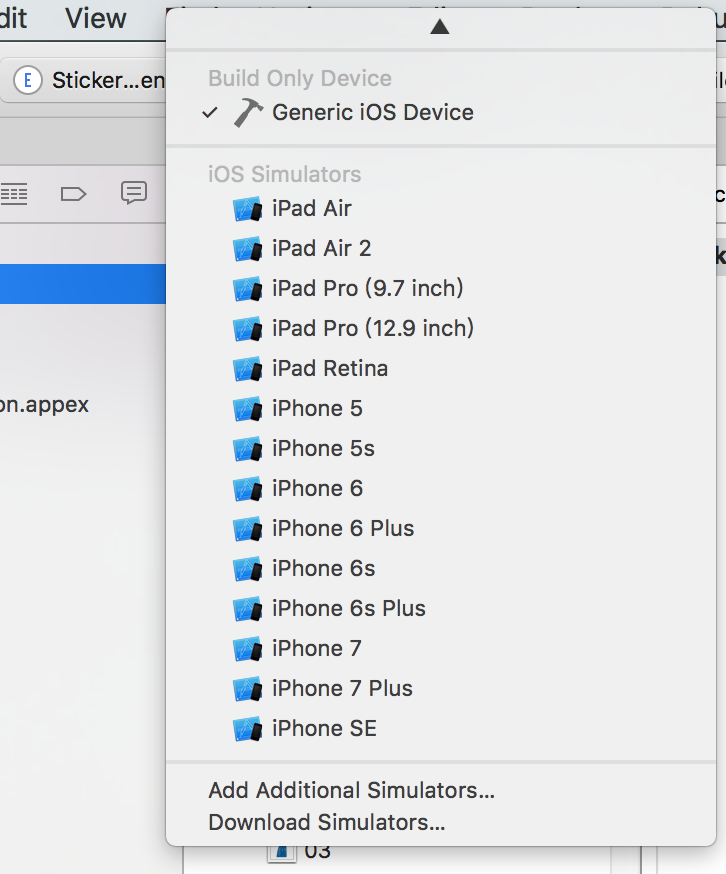 View
Sticker...en
Build Only Device
Generic iOS Device
iOS Simulators
iPad Air
iPad Air 2
iPad Pro (9.7 inch)
iPad Pro (12.9 inch)
iPad Retina
iPhone 5
on.appex
iPhone 5s
iPhone 6
iPhone 6 Plus
iPhone 6s
iPhone 6s Plus
iPhone 7
iPhone 7 Plus
iPhone SE
Add Additional Simulators...
Download Simulators...
03